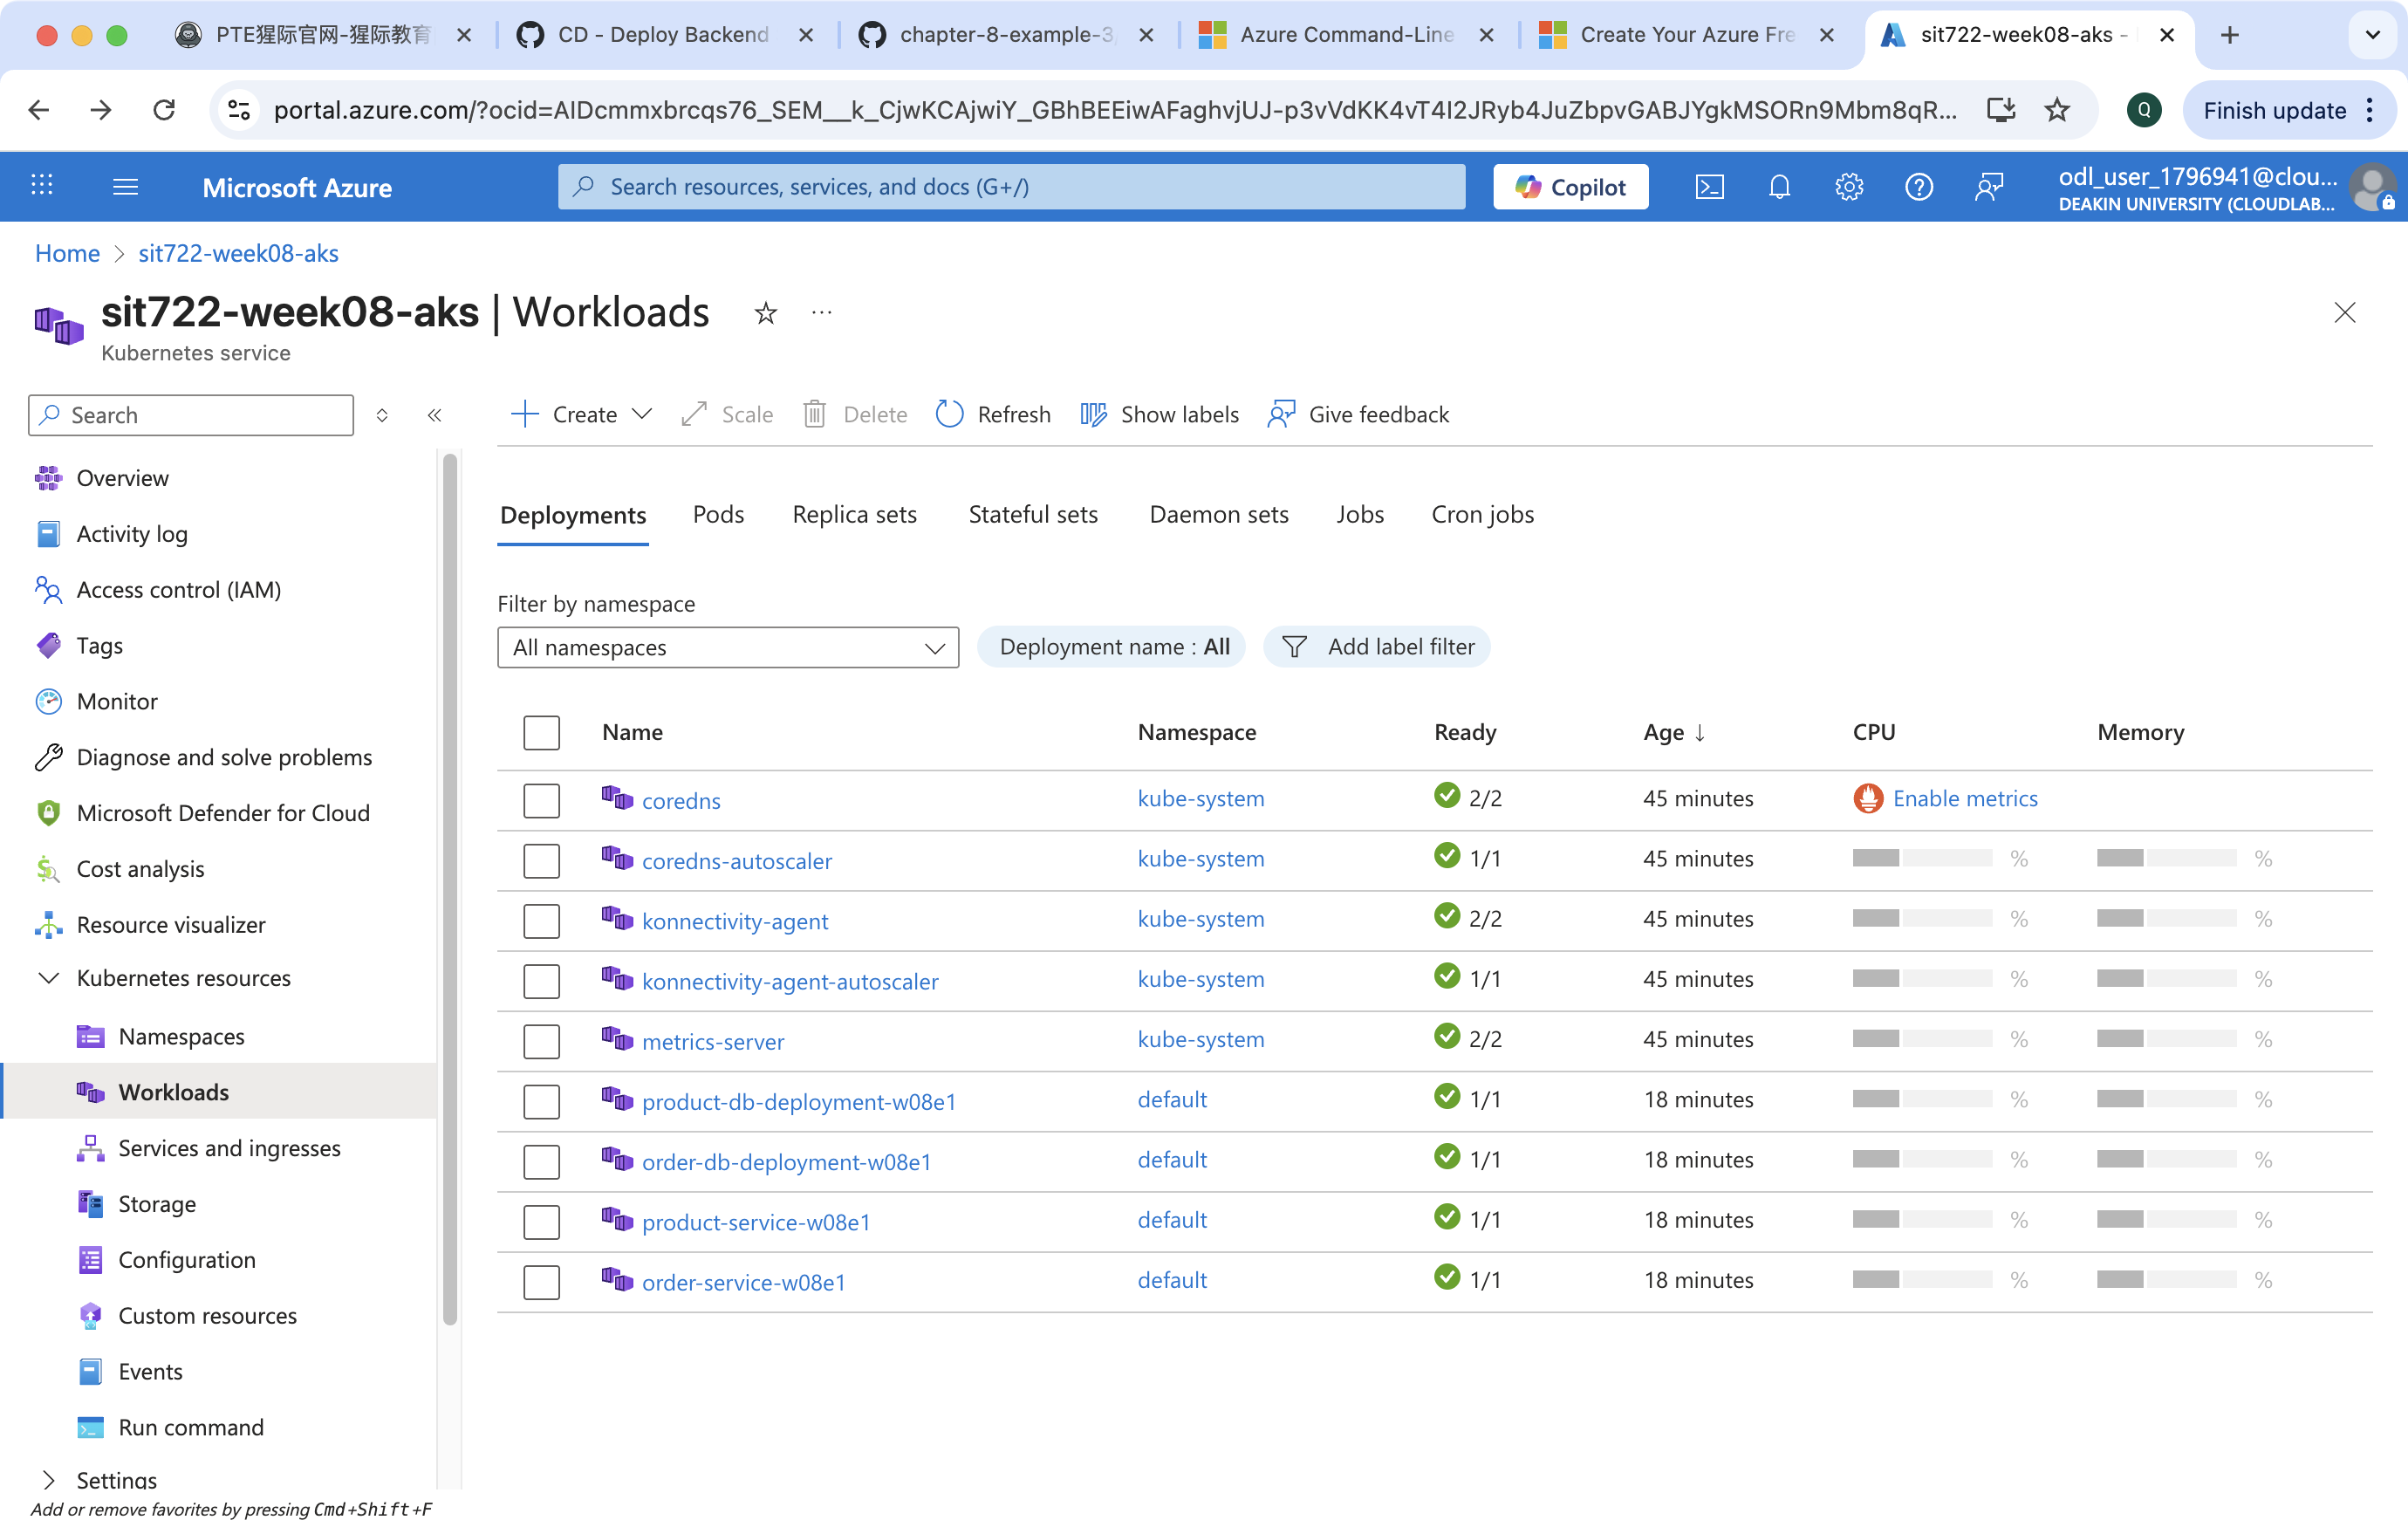 PTE猩际官网-猩际教育
CD - Deploy Backend
chapter-8-example-3
Azure Command-Line
Create Your Azure Fre
sit722-week08-aks -
portal.azure.com/?ocid=AIDcmmxbrcqs76_SEM__k_CjwKCAjwiY_GBhBEEiwAFaghvjUJ-p3vVdKK4vT4I2JRyb4JuZbpvGABJYgkMSORn9Mbm8qR...
Q
Finish update
Microsoft Azure
Search resources, services, and docs (G+/)
Copilot
odl_user_1796941@clou...
DEAKIN UNIVERSITY (CLOUDLAB...
Home > sit722-week08-aks
sit722-week08-aks | Workloads
Kubernetes service
Search
Create
Scale
Delete
Refresh
Show labels
Give feedback
Overview
Activity log
Access control (IAM)
Tags
Monitor
Diagnose and solve problems
Microsoft Defender for Cloud
Cost analysis
Resource visualizer
Kubernetes resources
Namespaces
Workloads
Services and ingresses
Storage
Configuration
Custom resources
Events
Run command
Settings
Add or remove favorites by pressing Cmd+Shift+F
Deployments Pods Replica sets Stateful sets Daemon sets Jobs Cron jobs
Filter by namespace
All namespaces
Deployment name : All
Add label filter
Name Namespace Ready Age ↓ CPU Memory
coredns kube-system 2/2 45 minutes Enable metrics
coredns-autoscaler kube-system 1/1 45 minutes % %
konnectivity-agent kube-system 2/2 45 minutes % %
konnectivity-agent-autoscaler kube-system 1/1 45 minutes % %
metrics-server kube-system 2/2 45 minutes % %
product-db-deployment-w08e1 default 1/1 18 minutes % %
order-db-deployment-w08e1 default 1/1 18 minutes % %
product-service-w08e1 default 1/1 18 minutes % %
order-service-w08e1 default 1/1 18 minutes % %